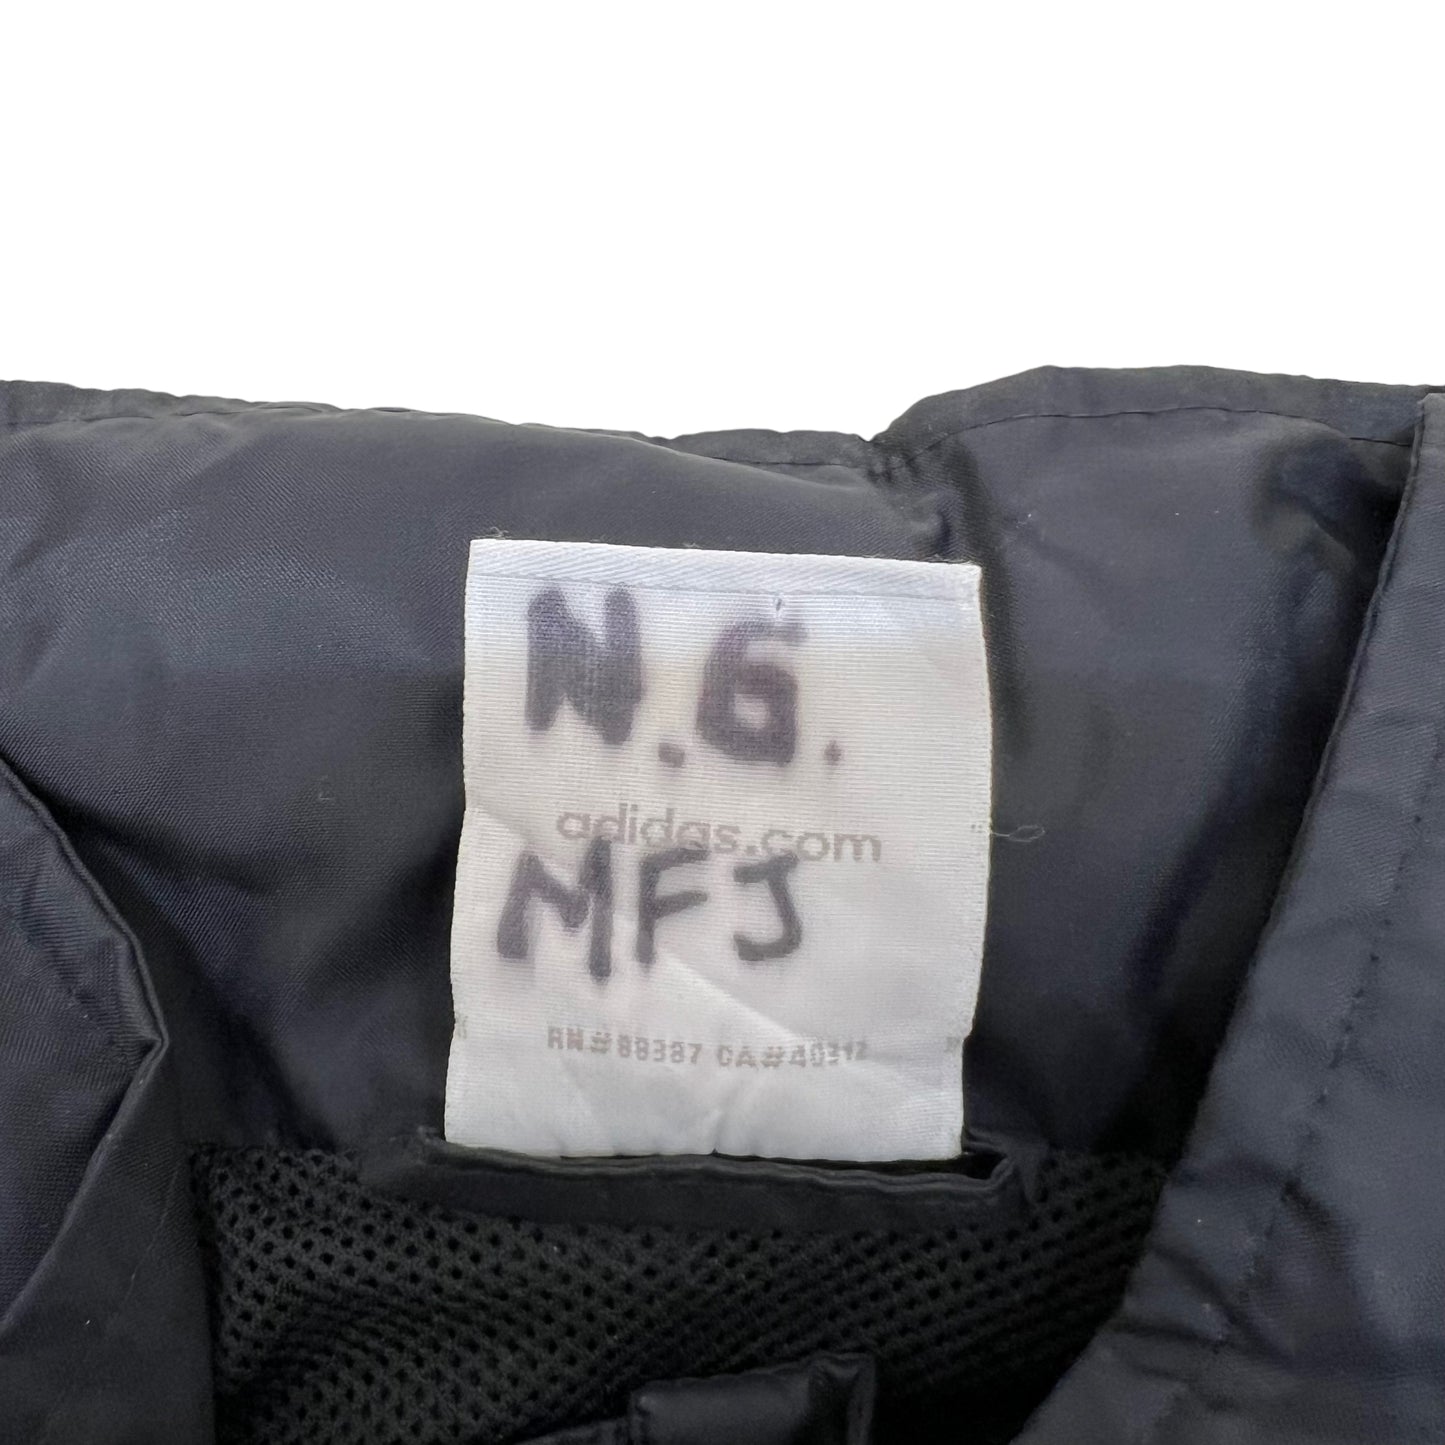 N.G.
adidas.com
MFJ
RN#88387 CA#40312